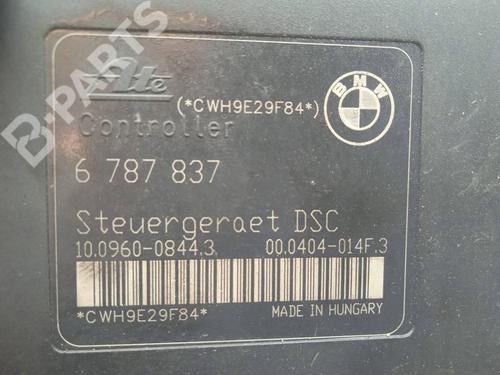 B-PARTS
Ate
(*CWH9E29F84*)
BMW
Controller
6 787 837
Steuergeraet DSC
10.0960-0844.3 00.0404-014F.3
*CWH9E29F84* MADE IN HUNGARY